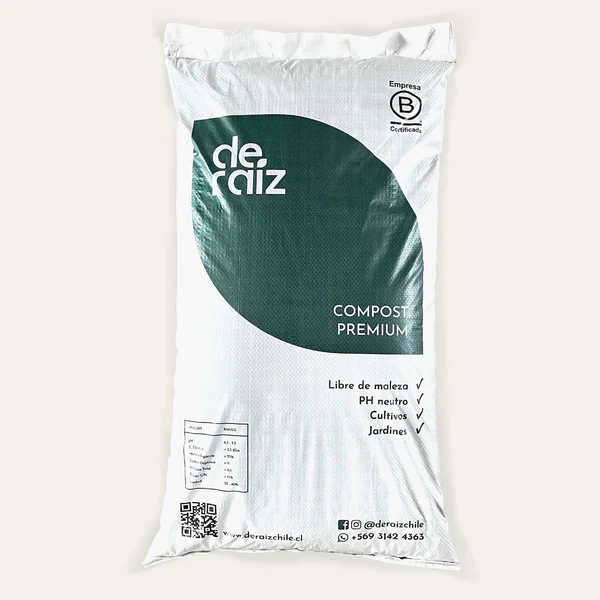 Empresa
B
Certificada
de
raíz
COMPOST
PREMIUM
Libre de maleza ✓
PH neutro ✓
Cultivos ✓
Jardines ✓
www.deraizchile.cl
@deraizchile
+569 3142 4363